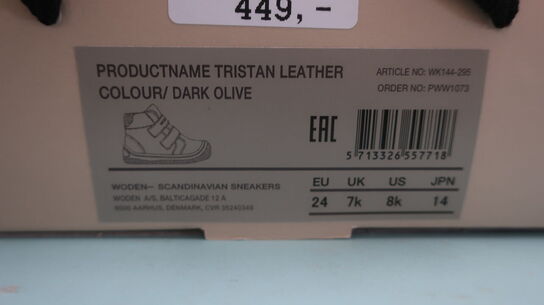 449,-
PRODUCTNAME TRISTAN LEATHER
COLOUR/ DARK OLIVE
ARTICLE NO: WK144-295
ORDER NO: PWW1073
EAC
5 713326 557718
WODEN– SCANDINAVIAN SNEAKERS
WODEN A/S, BALTICAGADE 12 A
8000 AARHUS, DENMARK, CVR 35240348
EU UK US JPN
24 7k 8k 14